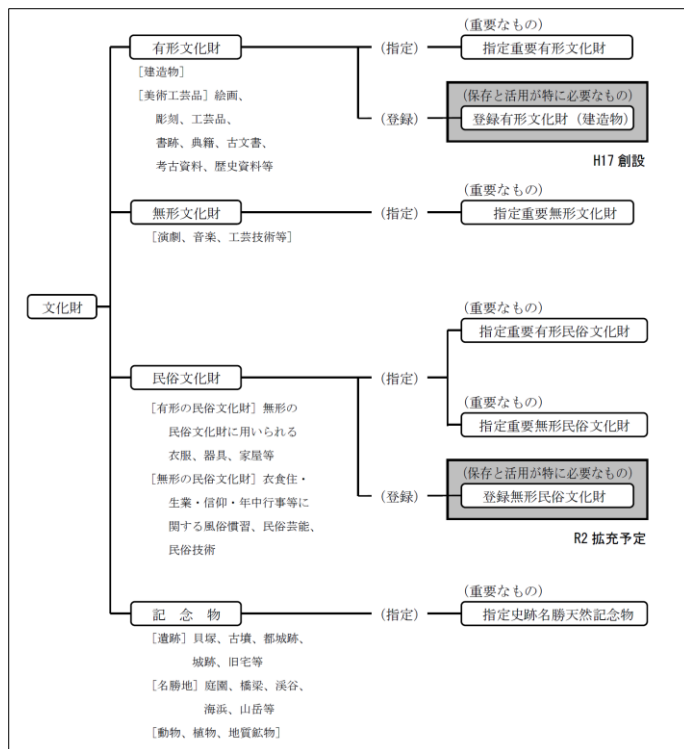 (重要なもの)
有形文化財
(指定)
指定重要有形文化財
[建造物]
[美術工芸品] 絵画、
彫刻、工芸品、
書跡、典籍、古文書、
考古資料、歴史資料等
(保存と活用が特に必要なもの)
(登録)
登録有形文化財(建造物)
H17 創設
(重要なもの)
無形文化財
(指定)
指定重要無形文化財
[演劇、音楽、工芸技術等]
文化財
(重要なもの)
指定重要有形民俗文化財
民俗文化財
(指定)
[有形の民俗文化財] 無形の
民俗文化財に用いられる
衣服、器具、家屋等
(重要なもの)
指定重要無形民俗文化財
[無形の民俗文化財] 衣食住・
生業・信仰・年中行事等に
関する風俗慣習、民俗芸能、
民俗技術
(保存と活用が特に必要なもの)
(登録)
登録無形民俗文化財
R2 拡充予定
(重要なもの)
記 念 物
(指定)
指定史跡名勝天然記念物
[遺跡] 貝塚、古墳、都城跡、
城跡、旧宅等
[名勝地] 庭園、橋梁、渓谷、
海浜、山岳等
[動物、植物、地質鉱物]